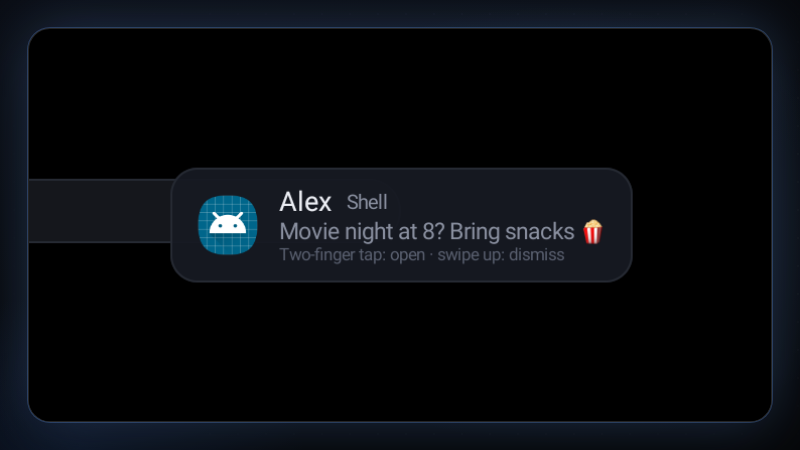 Alex Shell
Movie night at 8? Bring snacks 🍿
Two-finger tap: open · swipe up: dismiss